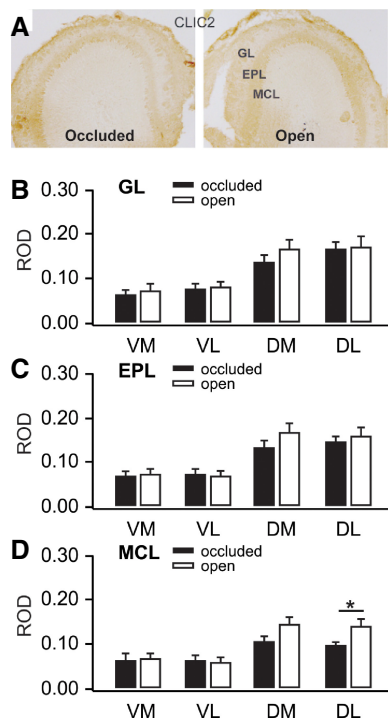 A
CLIC2
GL
EPL
MCL
Occluded
Open
B
GL
occluded
open
0.30
0.20
0.10
0.00
ROD
VM VL DM DL
C
EPL
occluded
open
0.30
0.20
0.10
0.00
ROD
VM VL DM DL
D
MCL
occluded
open
0.30
0.20
0.10
0.00
ROD
*
VM VL DM DL